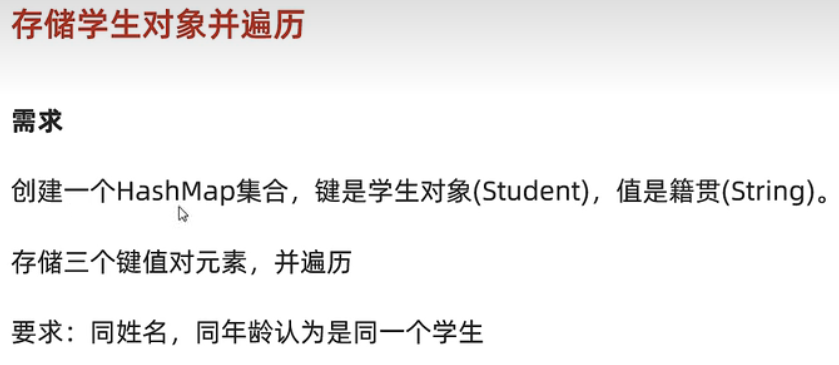 存储学生对象并遍历
需求
创建一个HashMap集合，键是学生对象(Student)，值是籍贯(String)。
存储三个键值对元素，并遍历
要求：同姓名，同年龄认为是同一个学生